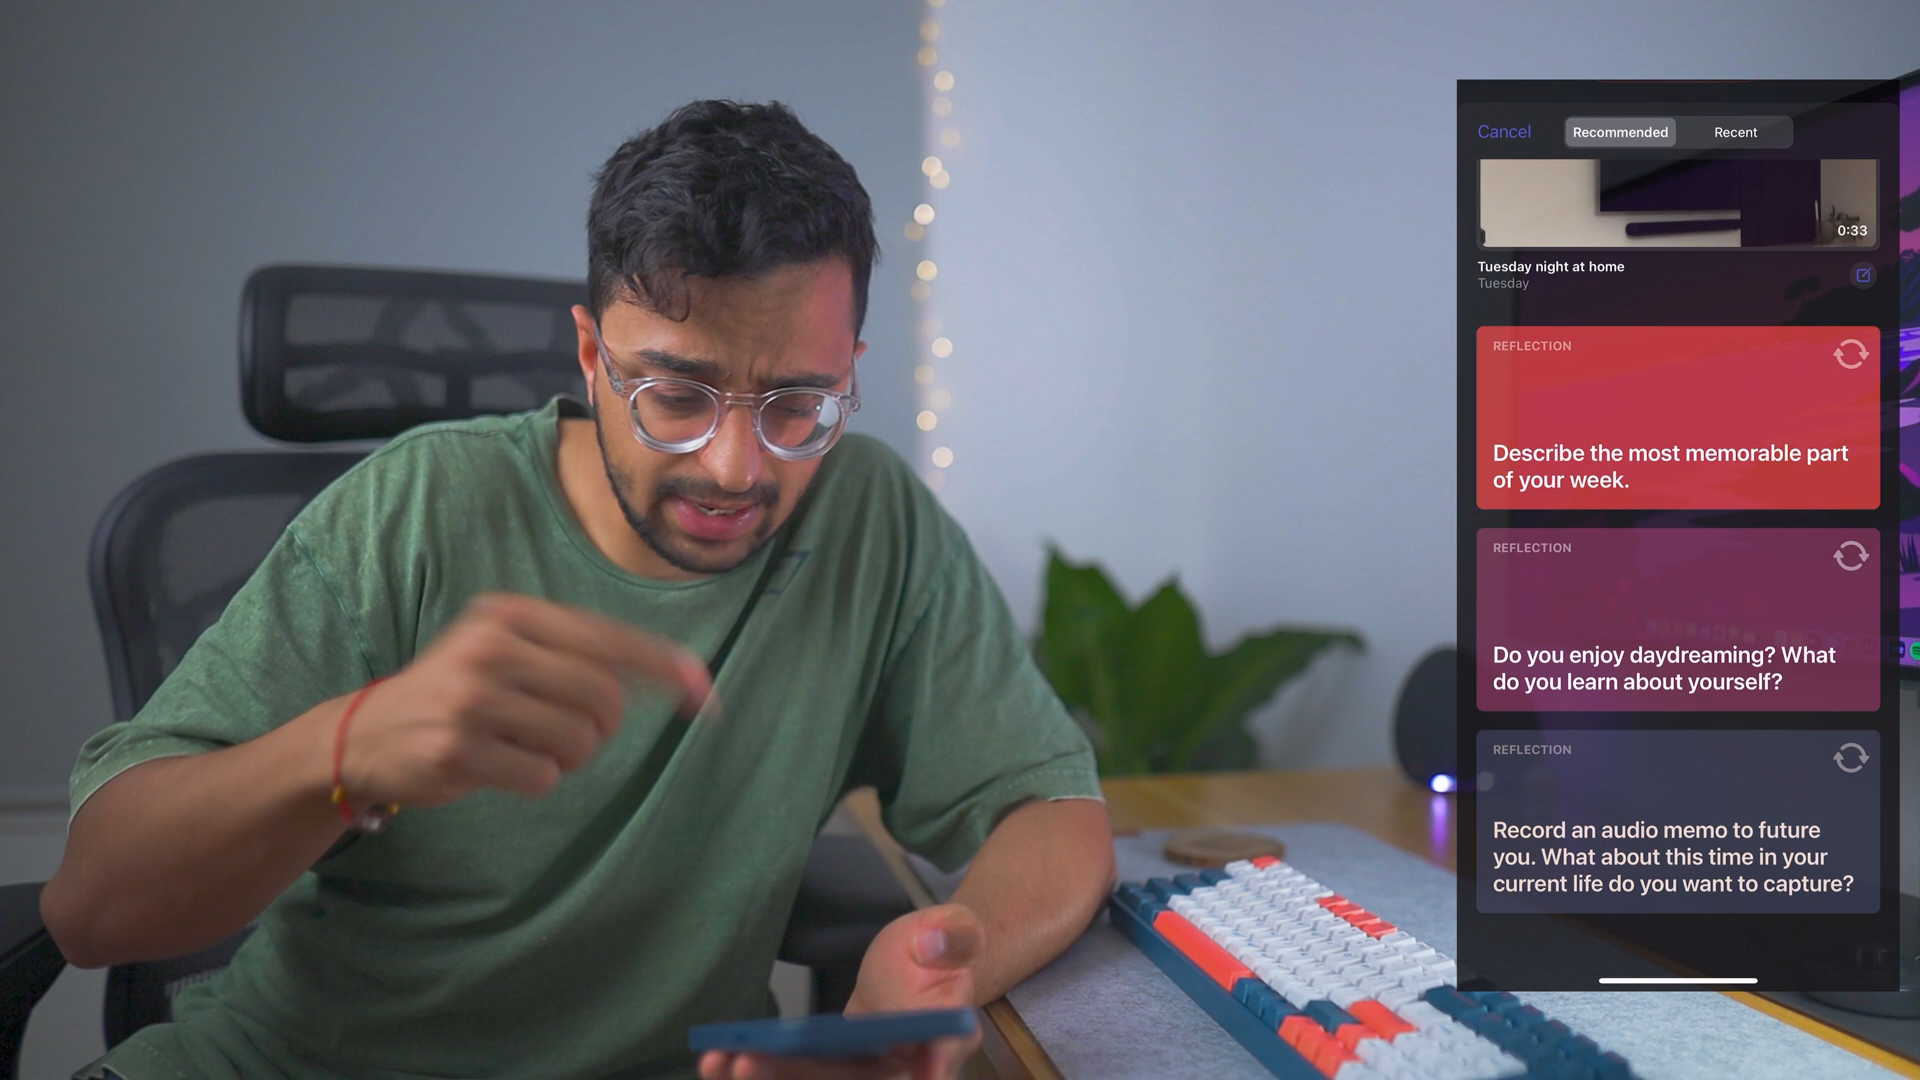 Cancel
Recommended
Recent
0:33
Tuesday night at home
Tuesday
REFLECTION
Describe the most memorable part
of your week.
REFLECTION
Do you enjoy daydreaming? What
do you learn about yourself?
REFLECTION
Record an audio memo to future
you. What about this time in your
current life do you want to capture?